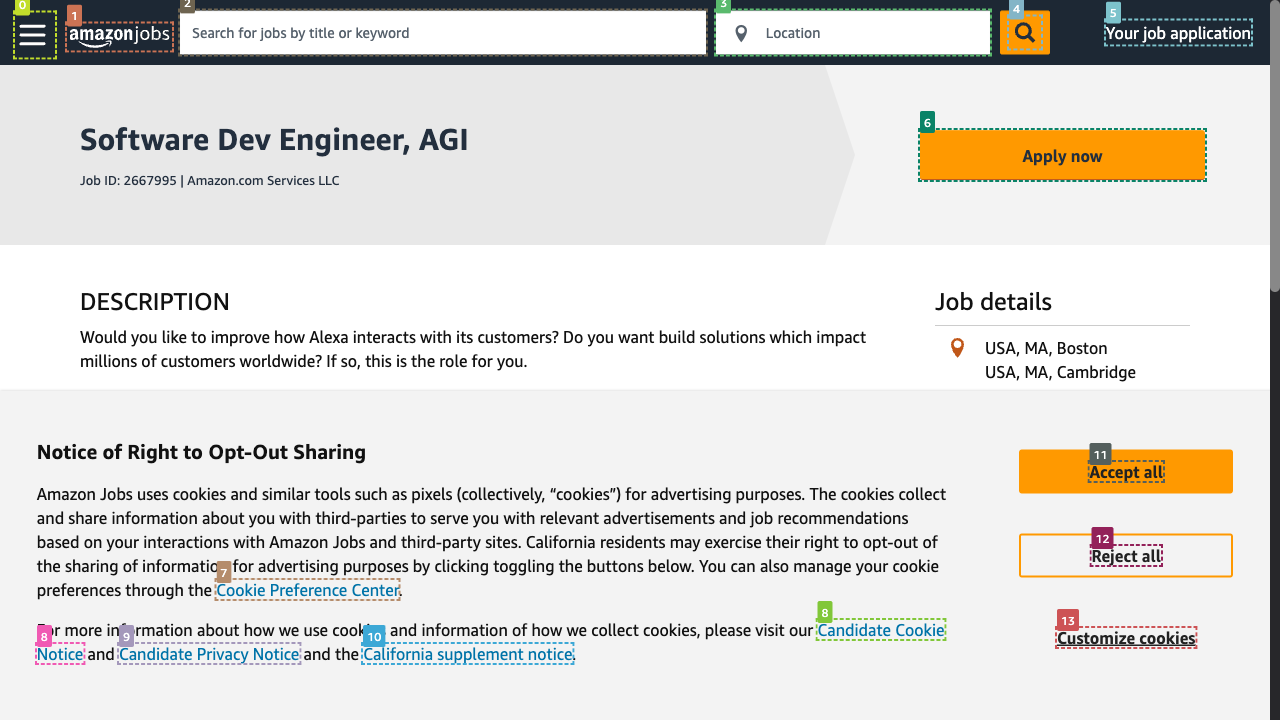 0
1
2
3
4
5
amazonjobs
Search for jobs by title or keyword
Location
Your job application
Software Dev Engineer, AGI
Job ID: 2667995 | Amazon.com Services LLC
6
Apply now
DESCRIPTION
Would you like to improve how Alexa interacts with its customers? Do you want build solutions which impact
millions of customers worldwide? If so, this is the role for you.
Job details
USA, MA, Boston
USA, MA, Cambridge
Notice of Right to Opt-Out Sharing
Amazon Jobs uses cookies and similar tools such as pixels (collectively, “cookies”) for advertising purposes. The cookies collect
and share information about you with third-parties to serve you with relevant advertisements and job recommendations
based on your interactions with Amazon Jobs and third-party sites. California residents may exercise their right to opt-out of
the sharing of information for advertising purposes by clicking toggling the buttons below. You can also manage your cookie
7
preferences through the Cookie Preference Center.
8
For more information about how we use cookies and information of how we collect cookies, please visit our Candidate Cookie
8
9
10
Notice and Candidate Privacy Notice and the California supplement notice.
11
Accept all
12
Reject all
13
Customize cookies